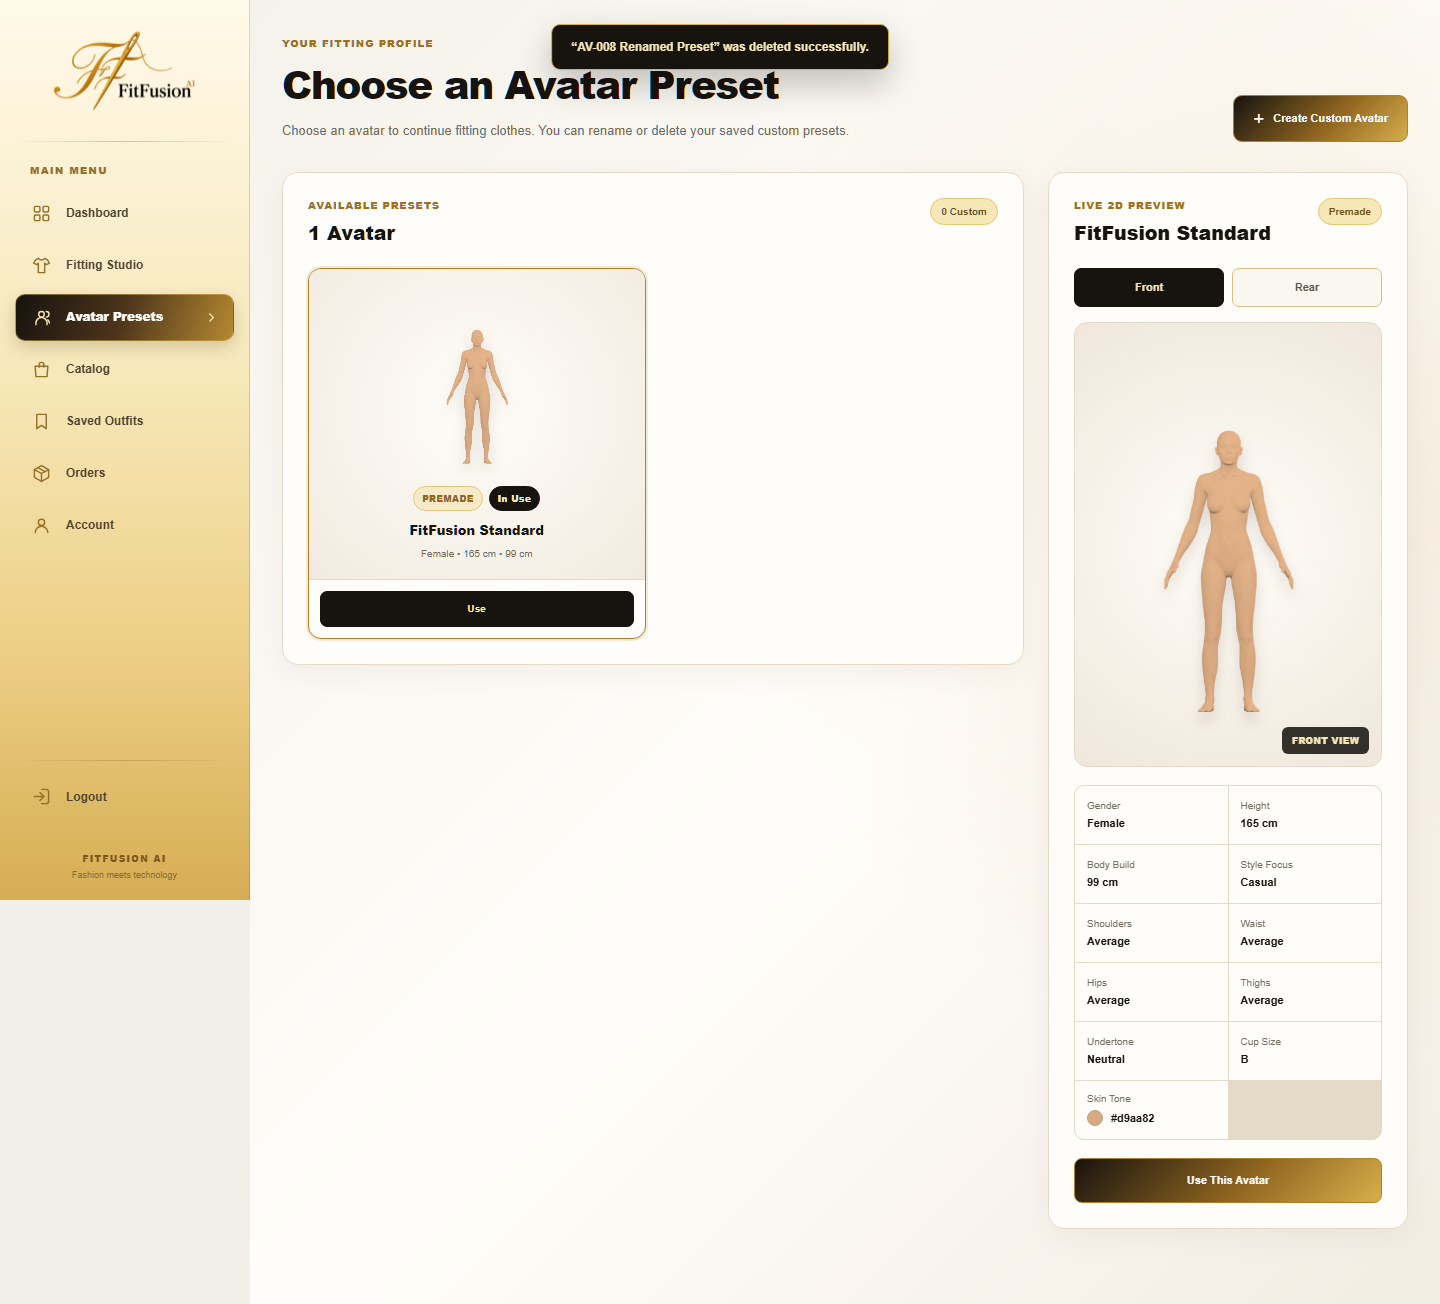 FitFusion AI
MAIN MENU
Dashboard
Fitting Studio
Avatar Presets
Catalog
Saved Outfits
Orders
Account
Logout
FITFUSION AI
Fashion meets technology
YOUR FITTING PROFILE
“AV-008 Renamed Preset” was deleted successfully.
Choose an Avatar Preset
Choose an avatar to continue fitting clothes. You can rename or delete your saved custom presets.
Create Custom Avatar
AVAILABLE PRESETS
0 Custom
1 Avatar
PREMADE
In Use
FitFusion Standard
Female • 165 cm • 99 cm
Use
LIVE 2D PREVIEW
Premade
FitFusion Standard
Front
Rear
FRONT VIEW
Gender
Female
Height
165 cm
Body Build
99 cm
Style Focus
Casual
Shoulders
Average
Waist
Average
Hips
Average
Thighs
Average
Undertone
Neutral
Cup Size
B
Skin Tone
#d9aa82
Use This Avatar